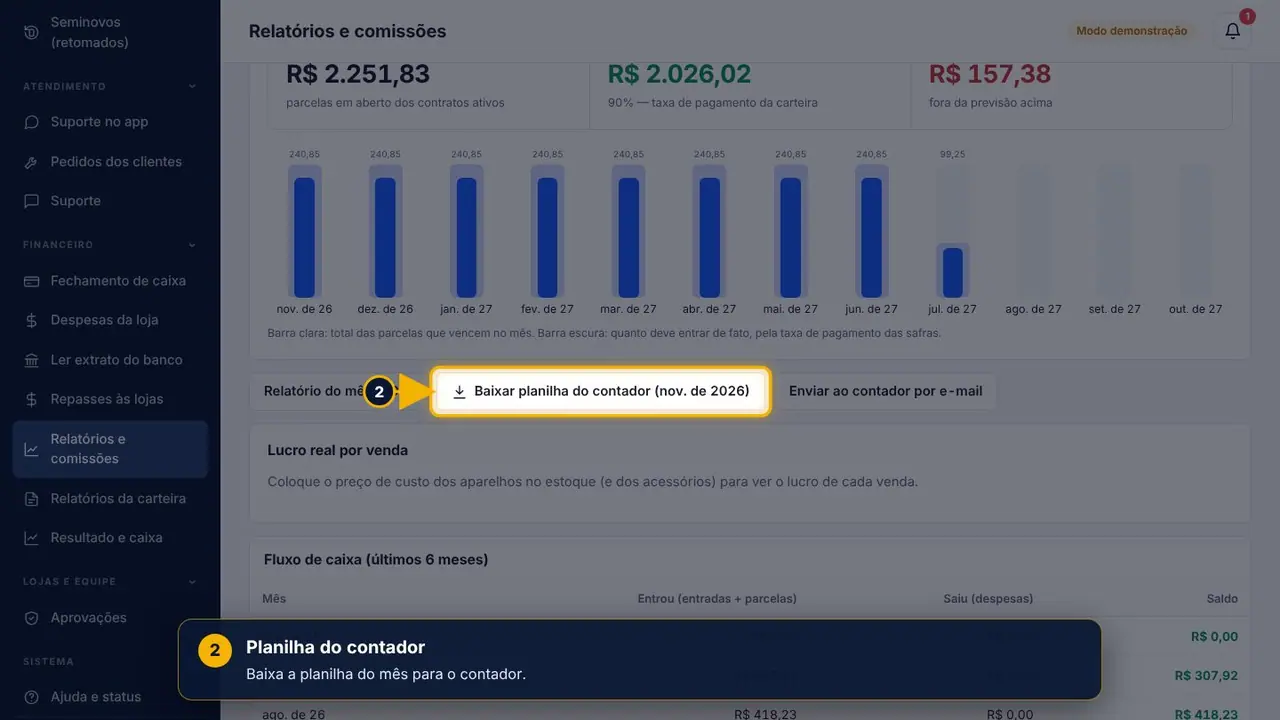 Seminovos
(retomados)
ATENDIMENTO
Suporte no app
Pedidos dos clientes
Suporte
FINANCEIRO
Fechamento de caixa
Despesas da loja
Ler extrato do banco
Repasses às lojas
Relatórios e
comissões
Relatórios da carteira
Resultado e caixa
LOJAS E EQUIPE
Aprovações
SISTEMA
Ajuda e status
Relatórios e comissões
Modo demonstração
1
R$ 2.251,83
parcelas em aberto dos contratos ativos
R$ 2.026,02
90% — taxa de pagamento da carteira
R$ 157,38
fora da previsão acima
240,85 240,85 240,85 240,85 240,85 240,85 240,85 240,85 99,25
nov. de 26 dez. de 26 jan. de 27 fev. de 27 mar. de 27 abr. de 27 mai. de 27 jun. de 27 jul. de 27 ago. de 27 set. de 27 out. de 27
Barra clara: total das parcelas que vencem no mês. Barra escura: quanto deve entrar de fato, pela taxa de pagamento das safras.
Relatório do mê
2
Baixar planilha do contador (nov. de 2026)
Enviar ao contador por e-mail
Lucro real por venda
Coloque o preço de custo dos aparelhos no estoque (e dos acessórios) para ver o lucro de cada venda.
Fluxo de caixa (últimos 6 meses)
Mês Entrou (entradas + parcelas) Saiu (despesas) Saldo
R$ 0,00
R$ 307,92
ago. de 26 R$ 418,23 R$ 0,00 R$ 418,23
2
Planilha do contador
Baixa a planilha do mês para o contador.